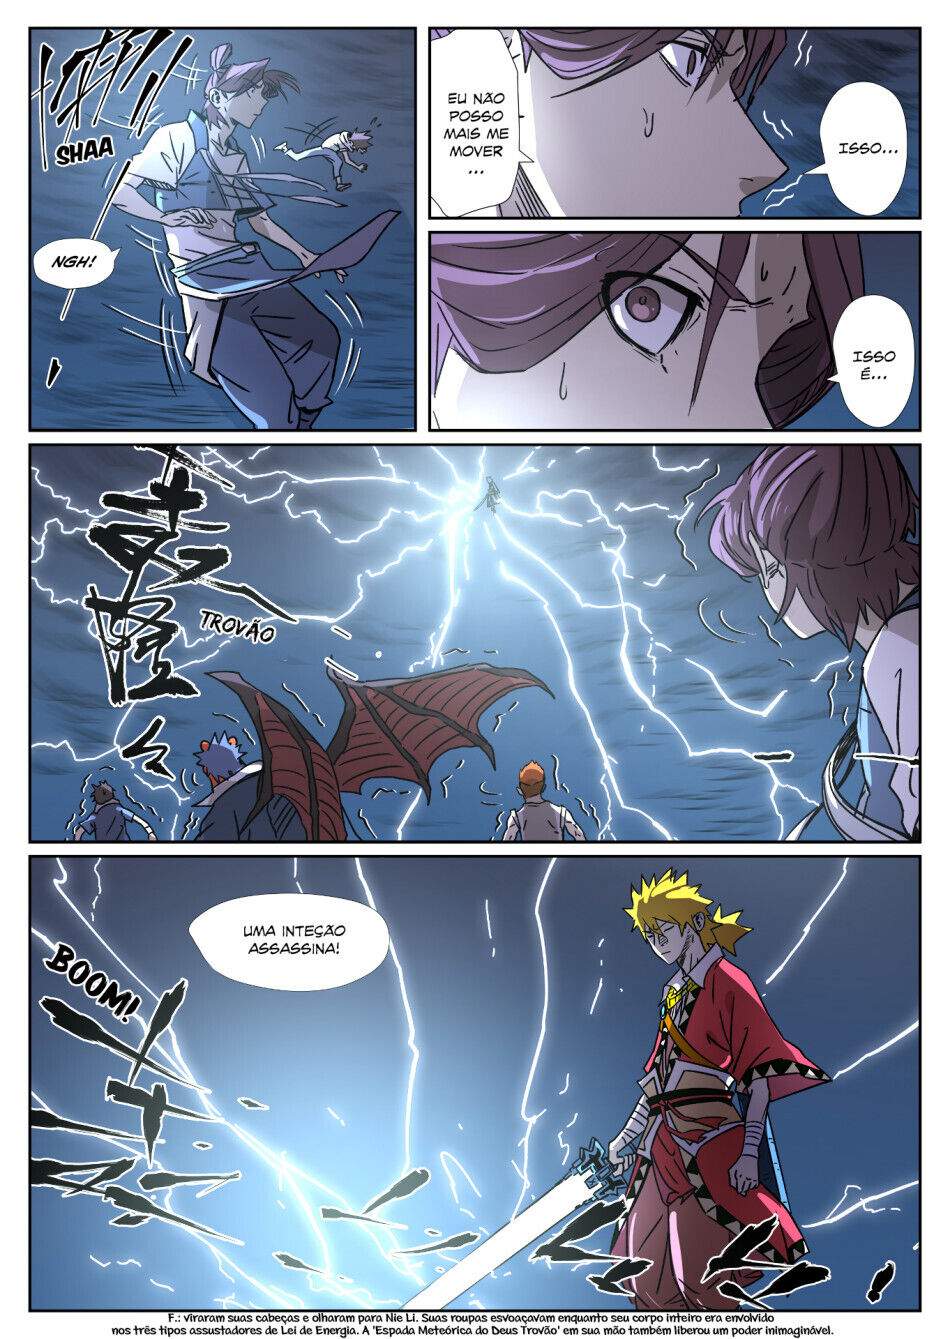 SHAA
NGH!
EU NÃO
POSSO
MAIS ME
MOVER
...
ISSO...
ISSO
É...
TROVÃO
UMA INTEÇÃO
ASSASSINA!
BOOM!
F.: viraram suas cabeças e olharam para Nie Li. Suas roupas esvoaçavam enquanto seu corpo inteiro era envolvido
nos três tipos assustadores de Lei de Energia. A 'Espada Meteórica do Deus Trovão' em sua mão também liberou um poder inimaginável.